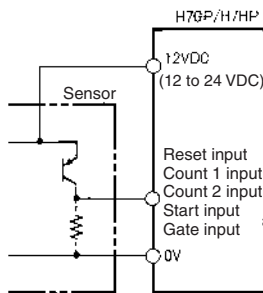 H7GP/H7HP
12VDC
(12 to 24 VDC)
Sensor
Reset input
Count 1 input
Count 2 input
Start input
Gate input
0V